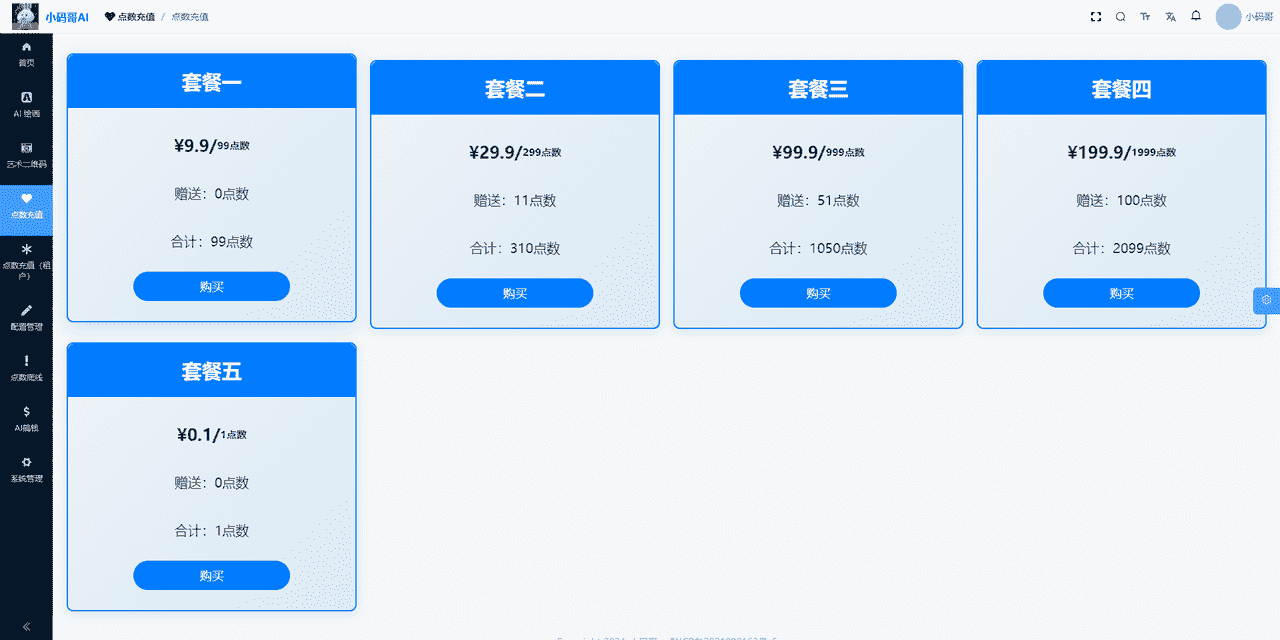 小码哥AI
点数充值 / 点数充值
小码哥
首页
AI 绘画
艺术二维码
点数充值
点数充值（租
户）
配置管理
点数底线
系统管理
套餐一
¥9.9/99点数
赠送：0点数
合计：99点数
购买
套餐二
¥29.9/299点数
赠送：11点数
合计：310点数
购买
套餐三
¥99.9/999点数
赠送：51点数
合计：1050点数
购买
套餐四
¥199.9/1999点数
赠送：100点数
合计：2099点数
购买
套餐五
¥0.1/1点数
赠送：0点数
合计：1点数
购买